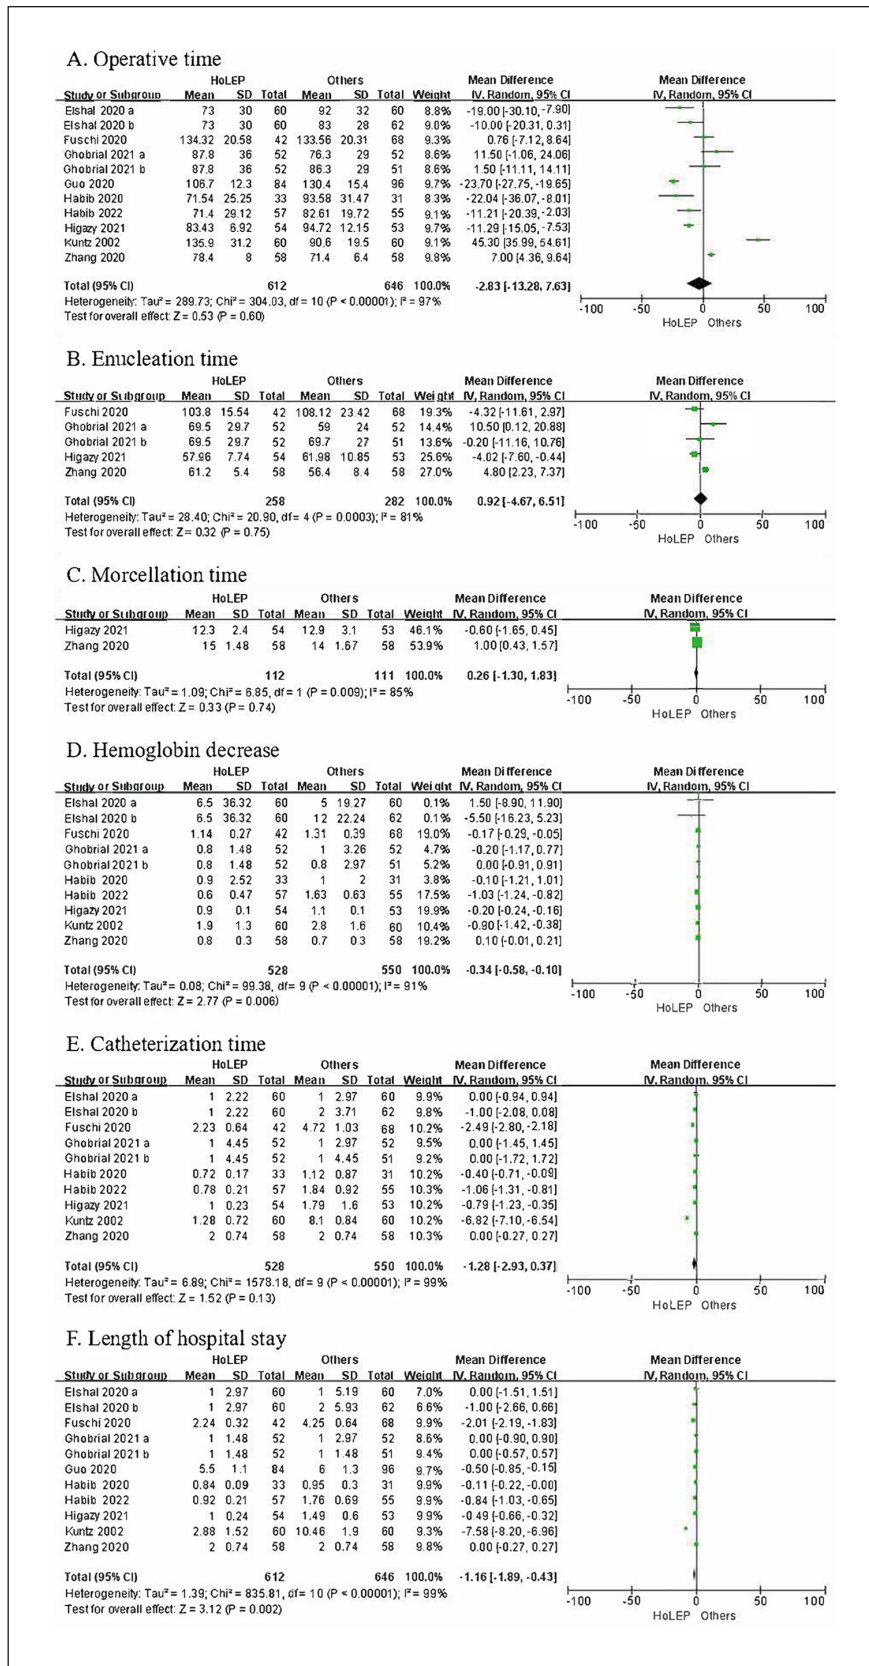 A. Operative time
HoLEP Others Mean Difference Mean Difference
Study or Subgroup Mean SD Total Mean SD Total Weight IV, Random, 95% CI IV, Random, 95% CI
Elshal 2020 a 73 30 60 92 32 60 8.8% -19.00 [-30.10, -7.90]
Elshal 2020 b 73 30 60 83 28 62 9.0% -10.00 [-20.31, 0.31]
Fuschi 2020 134.32 20.58 42 133.56 20.31 68 9.3% 0.76 [-7.12, 8.64]
Ghobrial 2021 a 87.8 36 52 76.3 29 52 8.6% 11.50 [-1.06, 24.06]
Ghobrial 2021 b 87.8 36 52 86.3 29 51 8.6% 1.50 [-11.11, 14.11]
Guo 2020 106.7 12.3 84 130.4 15.4 96 9.7% -23.70 [-27.75, -19.65]
Habib 2020 71.54 25.25 33 93.58 31.47 31 8.3% -22.04 [-36.07, -8.01]
Habib 2022 71.4 29.12 57 82.61 19.72 55 9.1% -11.21 [-20.39, -2.03]
Higazy 2021 83.43 6.92 54 94.72 12.15 53 9.7% -11.29 [-15.05, -7.53]
Kuntz 2002 135.9 31.2 60 90.6 19.5 60 9.1% 45.30 [35.99, 54.61]
Zhang 2020 78.4 8 58 71.4 6.4 58 9.8% 7.00 [4.36, 9.64]
Total (95% CI) 612 646 100.0% -2.83 [-13.28, 7.63]
Heterogeneity: Tau² = 289.73; Chi² = 304.03, df = 10 (P < 0.00001); I² = 97%
Test for overall effect: Z = 0.53 (P = 0.60)
-100 -50 0 50 100
HoLEP Others
B. Enucleation time
HoLEP Others Mean Difference Mean Difference
Study or Subgroup Mean SD Total Mean SD Total Weight IV, Random, 95% CI IV, Random, 95% CI
Fuschi 2020 103.8 15.54 42 108.12 23.42 68 19.3% -4.32 [-11.61, 2.97]
Ghobrial 2021 a 69.5 29.7 52 59 24 52 14.4% 10.50 [0.12, 20.88]
Ghobrial 2021 b 69.5 29.7 52 69.7 27 51 13.6% -0.20 [-11.16, 10.76]
Higazy 2021 57.96 7.74 54 61.98 10.85 53 25.6% -4.02 [-7.60, -0.44]
Zhang 2020 61.2 5.4 58 56.4 8.4 58 27.0% 4.80 [2.23, 7.37]
Total (95% CI) 258 282 100.0% 0.92 [-4.67, 6.51]
Heterogeneity: Tau² = 28.40; Chi² = 20.90, df = 4 (P = 0.0003); I² = 81%
Test for overall effect: Z = 0.32 (P = 0.75)
-100 -50 0 50 100
HoLEP Others
C. Morcellation time
HoLEP Others Mean Difference Mean Difference
Study or Subgroup Mean SD Total Mean SD Total Weight IV, Random, 95% CI IV, Random, 95% CI
Higazy 2021 12.3 2.4 54 12.9 3.1 53 46.1% -0.60 [-1.65, 0.45]
Zhang 2020 15 1.48 58 14 1.67 58 53.9% 1.00 [0.43, 1.57]
Total (95% CI) 112 111 100.0% 0.26 [-1.30, 1.83]
Heterogeneity: Tau² = 1.09; Chi² = 6.85, df = 1 (P = 0.009); I² = 85%
Test for overall effect: Z = 0.33 (P = 0.74)
-100 -50 0 50 100
HoLEP Others
D. Hemoglobin decrease
HoLEP Others Mean Difference Mean Difference
Study or Subgroup Mean SD Total Mean SD Total Weight IV, Random, 95% CI IV, Random, 95% CI
Elshal 2020 a 6.5 36.32 60 5 19.27 60 0.1% 1.50 [-8.90, 11.90]
Elshal 2020 b 6.5 36.32 60 12 22.24 62 0.1% -5.50 [-16.23, 5.23]
Fuschi 2020 1.14 0.27 42 1.31 0.39 68 19.0% -0.17 [-0.29, -0.05]
Ghobrial 2021 a 0.8 1.48 52 1 3.26 52 4.7% -0.20 [-1.17, 0.77]
Ghobrial 2021 b 0.8 1.48 52 0.8 2.97 51 5.2% 0.00 [-0.91, 0.91]
Habib 2020 0.9 2.52 33 1 2 31 3.8% -0.10 [-1.21, 1.01]
Habib 2022 0.6 0.47 57 1.63 0.63 55 17.5% -1.03 [-1.24, -0.82]
Higazy 2021 0.9 0.1 54 1.1 0.1 53 19.9% -0.20 [-0.24, -0.16]
Kuntz 2002 1.9 1.3 60 2.8 1.6 60 10.4% -0.90 [-1.42, -0.38]
Zhang 2020 0.8 0.3 58 0.7 0.3 58 19.2% 0.10 [-0.01, 0.21]
Total (95% CI) 528 550 100.0% -0.34 [-0.58, -0.10]
Heterogeneity: Tau² = 0.08; Chi² = 99.38, df = 9 (P < 0.00001); I² = 91%
Test for overall effect: Z = 2.77 (P = 0.006)
-100 -50 0 50 100
HoLEP Others
E. Catheterization time
HoLEP Others Mean Difference Mean Difference
Study or Subgroup Mean SD Total Mean SD Total Weight IV, Random, 95% CI IV, Random, 95% CI
Elshal 2020 a 1 2.22 60 1 2.97 60 9.9% 0.00 [-0.94, 0.94]
Elshal 2020 b 1 2.22 60 2 3.71 62 9.8% -1.00 [-2.08, 0.08]
Fuschi 2020 2.23 0.64 42 4.72 1.03 68 10.2% -2.49 [-2.80, -2.18]
Ghobrial 2021 a 1 4.45 52 1 2.97 52 9.5% 0.00 [-1.45, 1.45]
Ghobrial 2021 b 1 4.45 52 1 4.45 51 9.2% 0.00 [-1.72, 1.72]
Habib 2020 0.72 0.17 33 1.12 0.87 31 10.2% -0.40 [-0.71, -0.09]
Habib 2022 0.78 0.21 57 1.84 0.92 55 10.3% -1.06 [-1.31, -0.81]
Higazy 2021 1 0.23 54 1.79 1.6 53 10.2% -0.79 [-1.23, -0.35]
Kuntz 2002 1.28 0.72 60 8.1 0.84 60 10.2% -6.82 [-7.10, -6.54]
Zhang 2020 2 0.74 58 2 0.74 58 10.3% 0.00 [-0.27, 0.27]
Total (95% CI) 528 550 100.0% -1.28 [-2.93, 0.37]
Heterogeneity: Tau² = 6.89; Chi² = 1578.18, df = 9 (P < 0.00001); I² = 99%
Test for overall effect: Z = 1.52 (P = 0.13)
-100 -50 0 50 100
HoLEP Others
F. Length of hospital stay
HoLEP Others Mean Difference Mean Difference
Study or Subgroup Mean SD Total Mean SD Total Weight IV, Random, 95% CI IV, Random, 95% CI
Elshal 2020 a 1 2.97 60 1 5.19 60 7.0% 0.00 [-1.51, 1.51]
Elshal 2020 b 1 2.97 60 2 5.93 62 6.6% -1.00 [-2.66, 0.66]
Fuschi 2020 2.24 0.32 42 4.25 0.64 68 9.9% -2.01 [-2.19, -1.83]
Ghobrial 2021 a 1 1.48 52 1 2.97 52 8.6% 0.00 [-0.90, 0.90]
Ghobrial 2021 b 1 1.48 52 1 1.48 51 9.4% 0.00 [-0.57, 0.57]
Guo 2020 5.5 1.1 84 6 1.3 96 9.7% -0.50 [-0.85, -0.15]
Habib 2020 0.84 0.09 33 0.95 0.3 31 9.9% -0.11 [-0.22, -0.00]
Habib 2022 0.92 0.21 57 1.76 0.69 55 9.9% -0.84 [-1.03, -0.65]
Higazy 2021 1 0.24 54 1.49 0.6 53 9.9% -0.49 [-0.66, -0.32]
Kuntz 2002 2.88 1.52 60 10.46 1.9 60 9.3% -7.58 [-8.20, -6.96]
Zhang 2020 2 0.74 58 2 0.74 58 9.8% 0.00 [-0.27, 0.27]
Total (95% CI) 612 646 100.0% -1.16 [-1.89, -0.43]
Heterogeneity: Tau² = 1.39; Chi² = 835.81, df = 10 (P < 0.00001); I² = 99%
Test for overall effect: Z = 3.12 (P = 0.002)
-100 -50 0 50 100
HoLEP Others